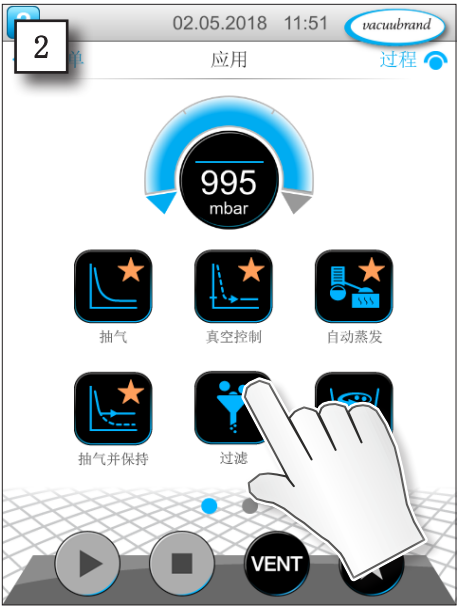 02.05.2018 11:51 vacuubrand
2
单 应用 过程
995
mbar
抽气 真空控制 自动蒸发
抽气并保持 过滤
VENT